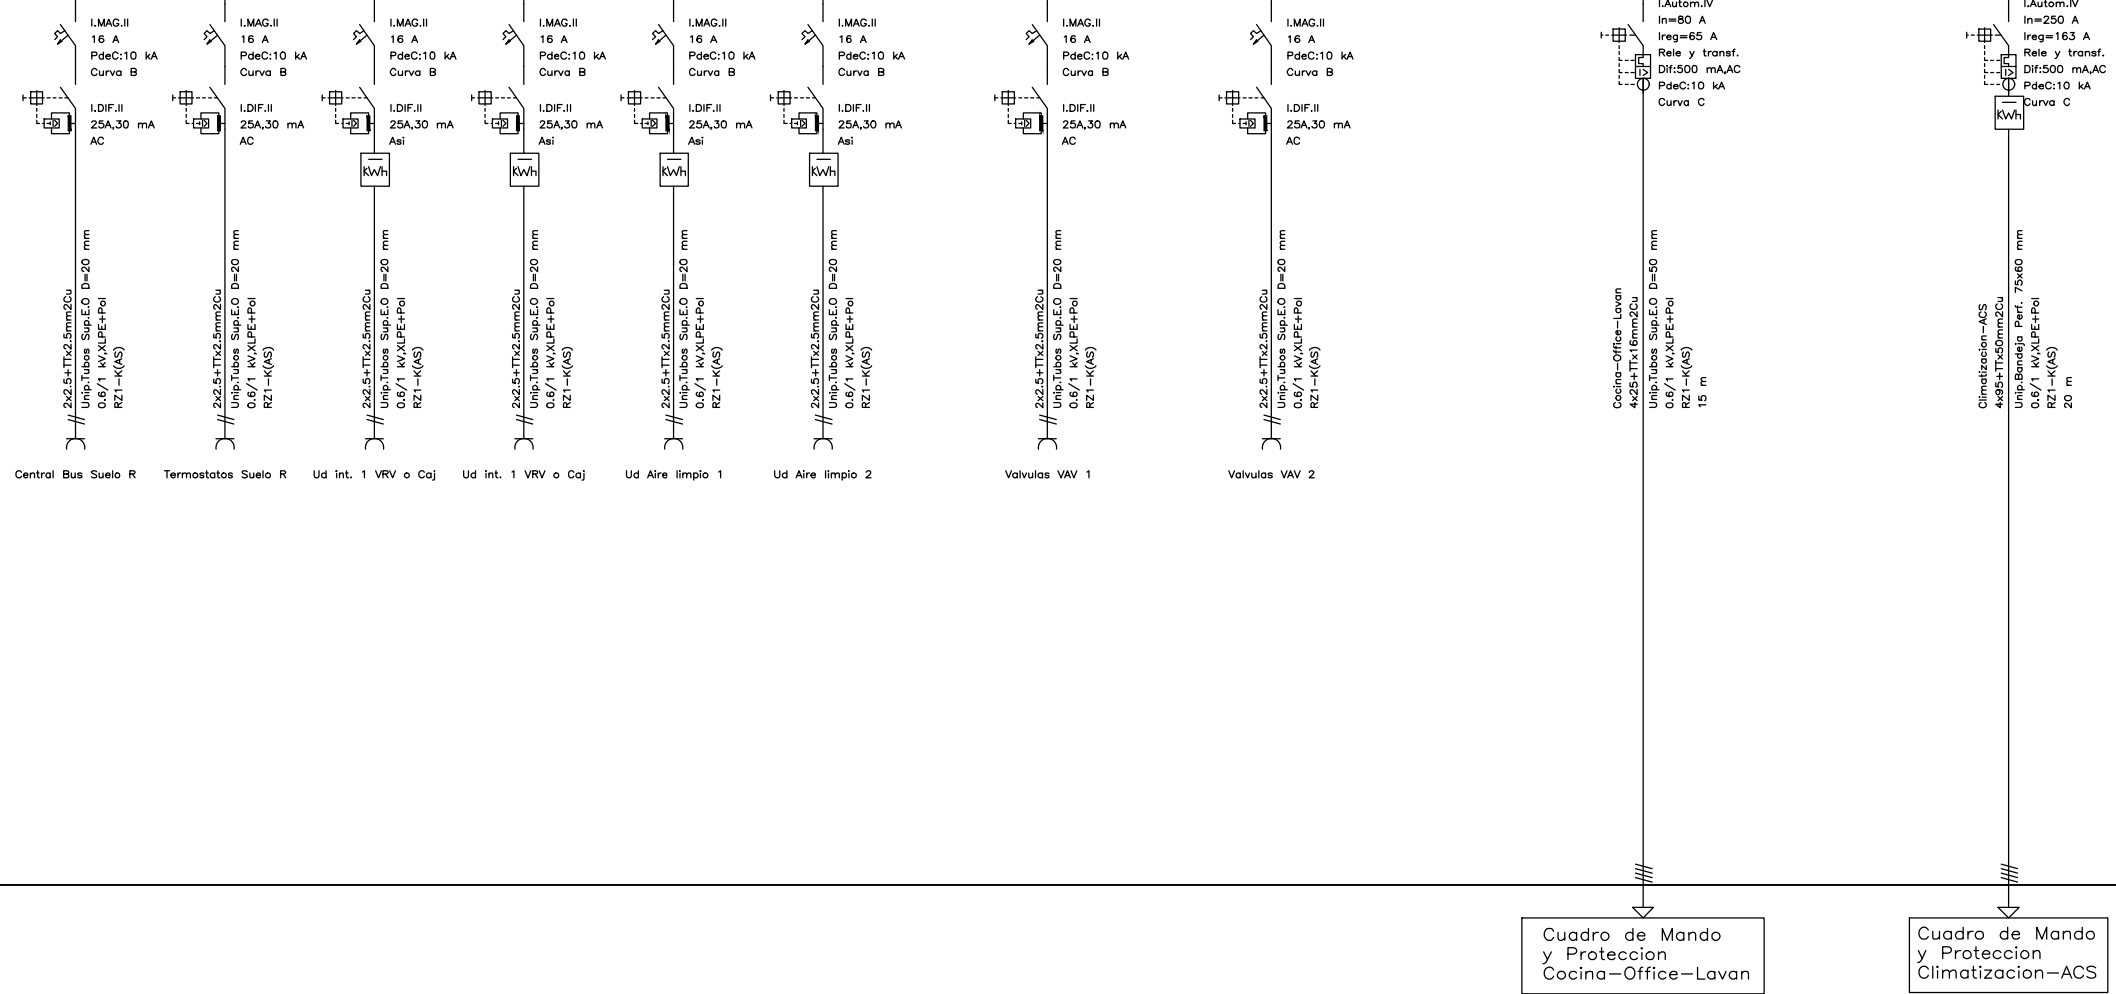 I.MAG.II
16 A
PdeC:10 kA
Curva B
I.DIF.II
25A,30 mA
AC
2x2.5+TTx2.5mm2Cu
Unip.Tubos Sup.E.O D=20 mm
0.6/1 kV,XLPE+Pol
RZ1-K(AS)
Central Bus Suelo R
I.MAG.II
16 A
PdeC:10 kA
Curva B
I.DIF.II
25A,30 mA
AC
2x2.5+TTx2.5mm2Cu
Unip.Tubos Sup.E.O D=20 mm
0.6/1 kV,XLPE+Pol
RZ1-K(AS)
Termostatos Suelo R
I.MAG.II
16 A
PdeC:10 kA
Curva B
I.DIF.II
25A,30 mA
Asi
KWh
2x2.5+TTx2.5mm2Cu
Unip.Tubos Sup.E.O D=20 mm
0.6/1 kV,XLPE+Pol
RZ1-K(AS)
Ud int. 1 VRV o Caj
I.MAG.II
16 A
PdeC:10 kA
Curva B
I.DIF.II
25A,30 mA
Asi
KWh
2x2.5+TTx2.5mm2Cu
Unip.Tubos Sup.E.O D=20 mm
0.6/1 kV,XLPE+Pol
RZ1-K(AS)
Ud int. 1 VRV o Caj
I.MAG.II
16 A
PdeC:10 kA
Curva B
I.DIF.II
25A,30 mA
Asi
KWh
2x2.5+TTx2.5mm2Cu
Unip.Tubos Sup.E.O D=20 mm
0.6/1 kV,XLPE+Pol
RZ1-K(AS)
Ud Aire limpio 1
I.MAG.II
16 A
PdeC:10 kA
Curva B
I.DIF.II
25A,30 mA
Asi
KWh
2x2.5+TTx2.5mm2Cu
Unip.Tubos Sup.E.O D=20 mm
0.6/1 kV,XLPE+Pol
RZ1-K(AS)
Ud Aire limpio 2
I.MAG.II
16 A
PdeC:10 kA
Curva B
I.DIF.II
25A,30 mA
AC
2x2.5+TTx2.5mm2Cu
Unip.Tubos Sup.E.O D=20 mm
0.6/1 kV,XLPE+Pol
RZ1-K(AS)
Valvulas VAV 1
I.MAG.II
16 A
PdeC:10 kA
Curva B
I.DIF.II
25A,30 mA
AC
2x2.5+TTx2.5mm2Cu
Unip.Tubos Sup.E.O D=20 mm
0.6/1 kV,XLPE+Pol
RZ1-K(AS)
Valvulas VAV 2
I.Autom.IV
In=80 A
Ireg=65 A
Rele y transf.
Dif:500 mA,AC
PdeC:10 kA
Curva C
Cocina-Office-Lavan
4x25+TTx16mm2Cu
Unip.Tubos Sup.E.O D=50 mm
0.6/1 kV,XLPE+Pol
RZ1-K(AS)
15 m
Cuadro de Mando
y Proteccion
Cocina-Office-Lavan
I.Autom.IV
In=250 A
Ireg=163 A
Rele y transf.
Dif:500 mA,AC
PdeC:10 kA
Curva C
KWh
Climatizacion-ACS
4x95+TTx50mm2Cu
Unip.Bandeja Perf. 75x60 mm
0.6/1 kV,XLPE+Pol
RZ1-K(AS)
20 m
Cuadro de Mando
y Proteccion
Climatizacion-ACS